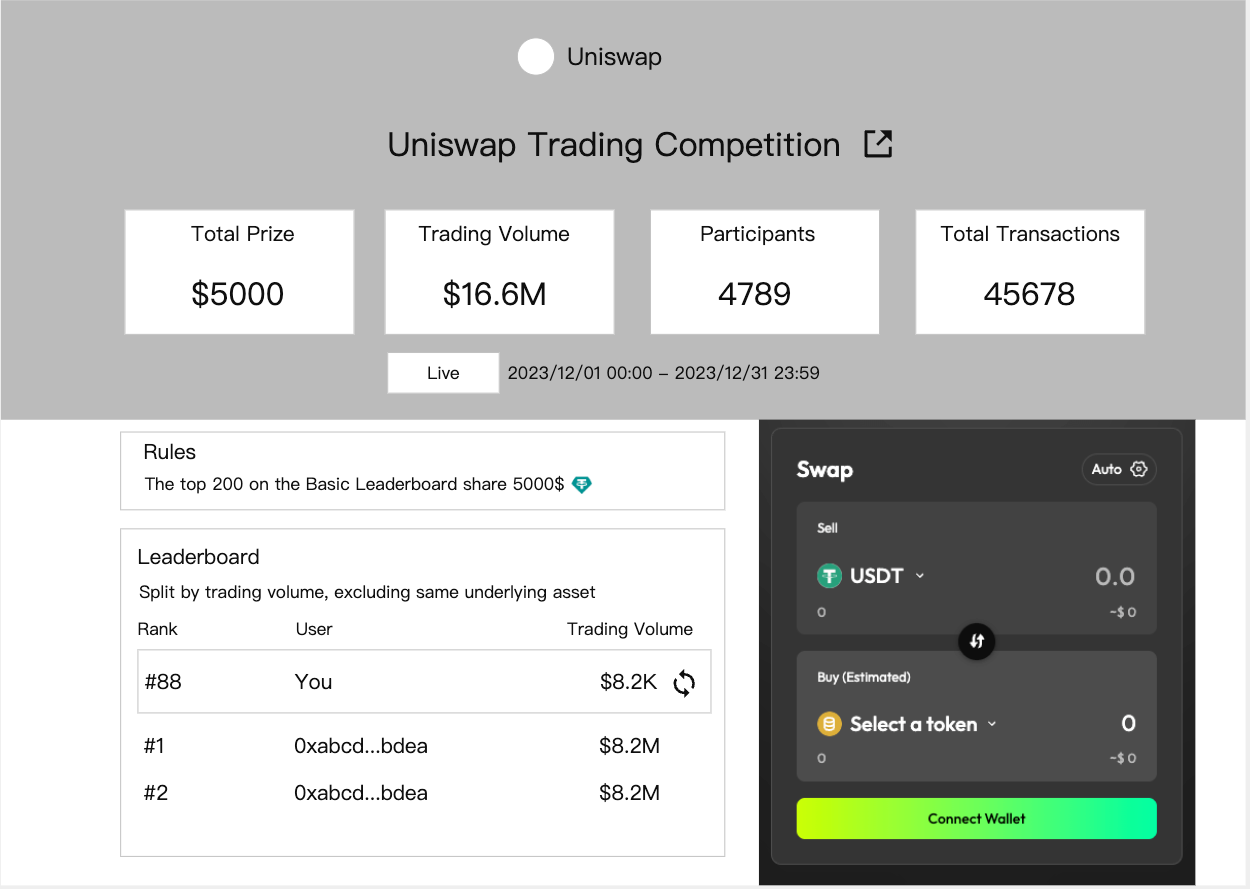 Uniswap
Uniswap Trading Competition
Total Prize
$5000
Trading Volume
$16.6M
Participants
4789
Total Transactions
45678
Live
2023/12/01 00:00 – 2023/12/31 23:59
Rules
The top 200 on the Basic Leaderboard share 5000$
Leaderboard
Split by trading volume, excluding same underlying asset
Rank User Trading Volume
#88 You $8.2K
#1 0xabcd...bdea $8.2M
#2 0xabcd...bdea $8.2M
Swap
Auto
Sell
USDT 0.0
0 ~$ 0
Buy (Estimated)
Select a token 0
0 ~$ 0
Connect Wallet